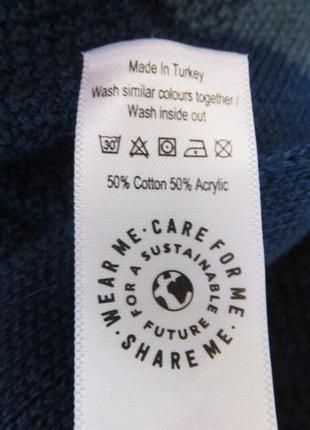 Made In Turkey
Wash similar colours together /
Wash inside out
30°
50% Cotton 50% Acrylic
WEAR ME · CARE FOR ME · SHARE ME ·
FOR A SUSTAINABLE FUTURE